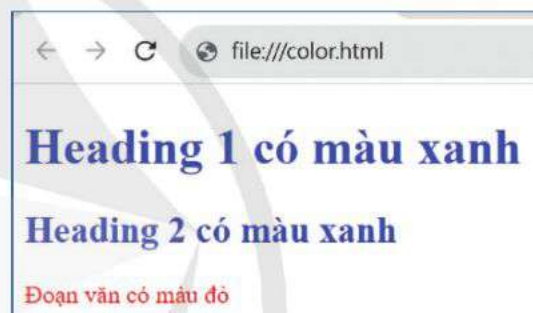 file:///color.html
Heading 1 có màu xanh
Heading 2 có màu xanh
Đoạn văn có màu đỏ